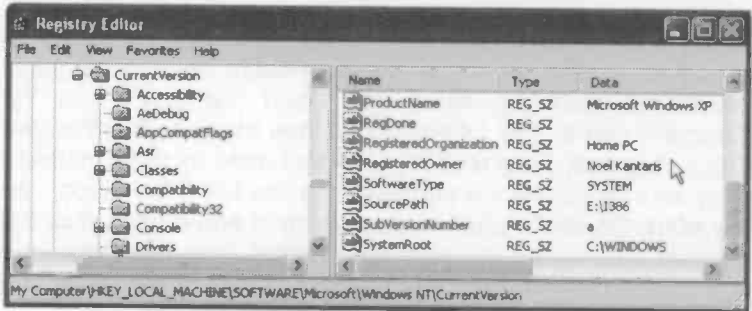 Registry Editor
File Edit View Favorites Help
CurrentVersion
Accessibility
AeDebug
AppCompatFlags
Asr
Classes
Compatibility
Compatibility32
Console
Drivers
Name Type Data
ProductName REG_SZ Microsoft Windows XP
RegDone REG_SZ
RegisteredOrganization REG_SZ Home PC
RegisteredOwner REG_SZ Noel Kantaris
SoftwareType REG_SZ SYSTEM
SourcePath REG_SZ E:\I386
SubVersionNumber REG_SZ a
SystemRoot REG_SZ C:\WINDOWS
My Computer\HKEY_LOCAL_MACHINE\SOFTWARE\Microsoft\Windows NT\CurrentVersion